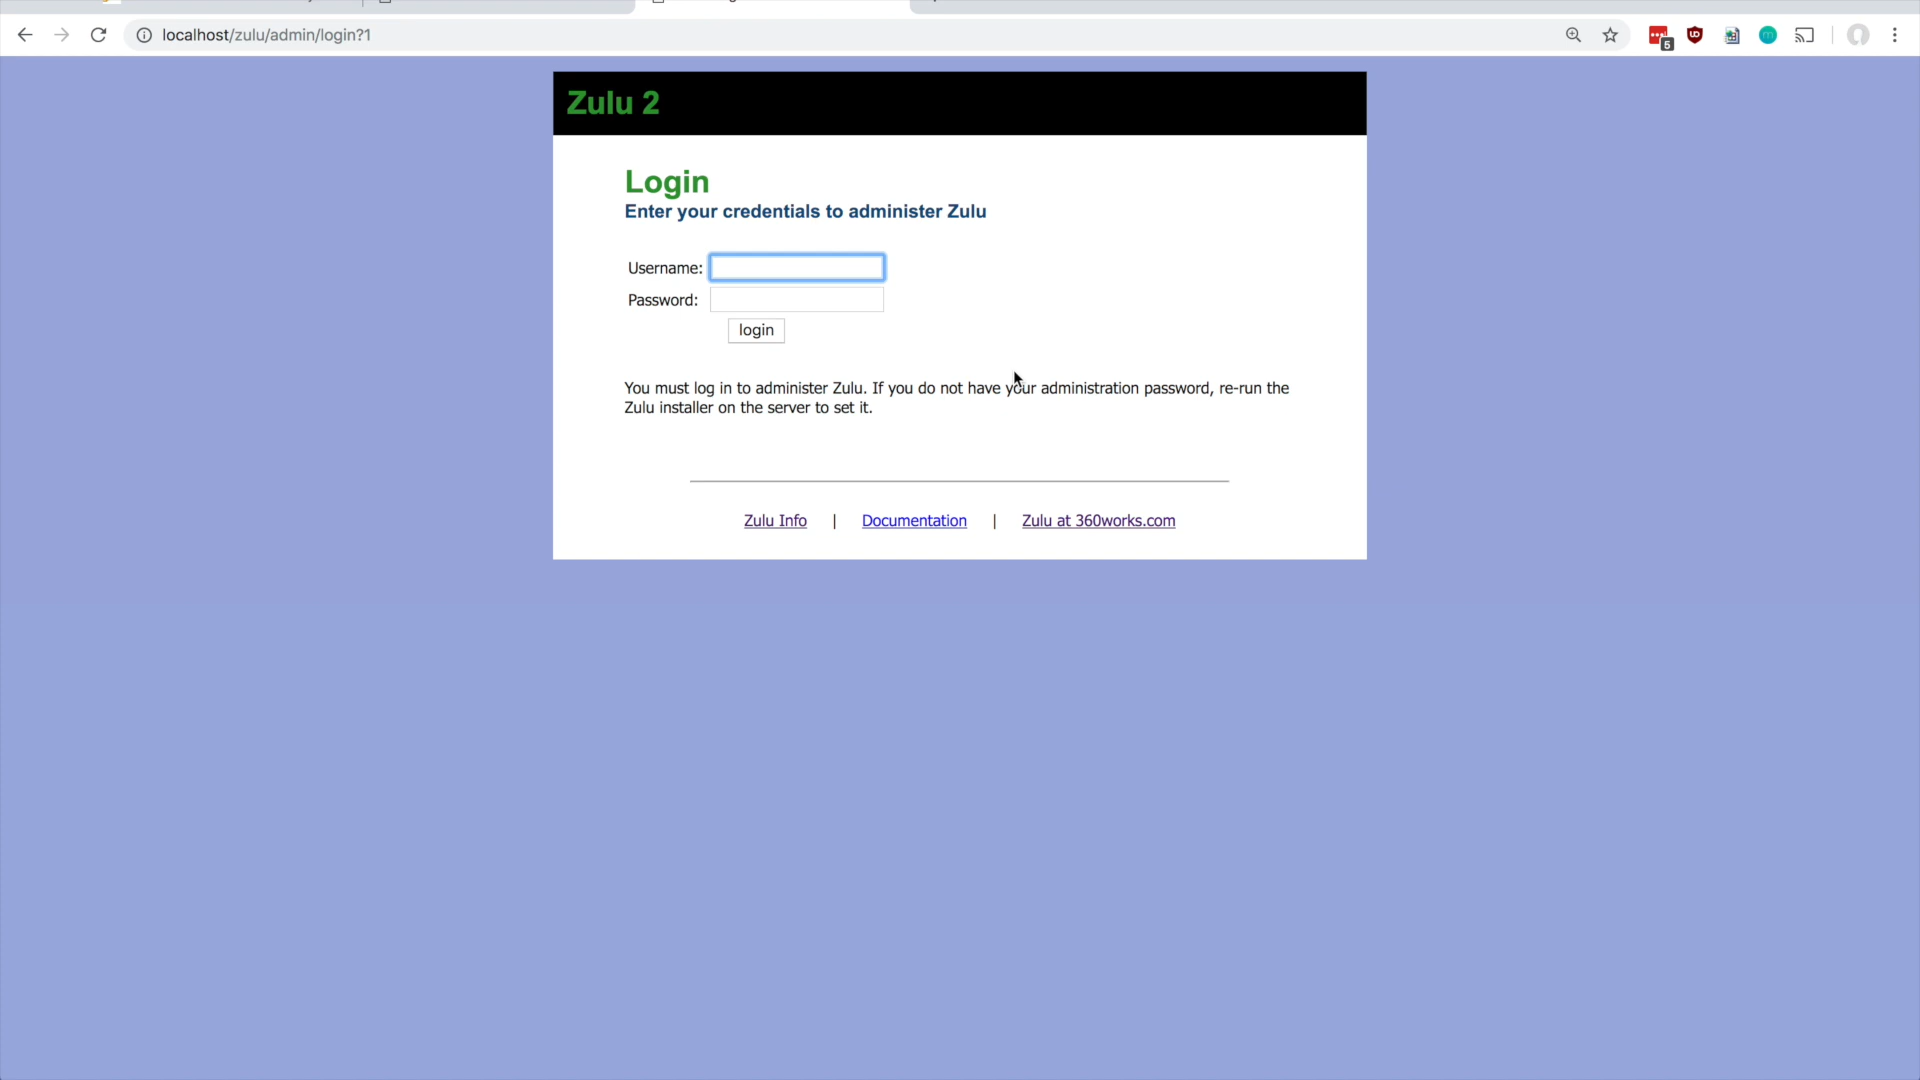 localhost/zulu/admin/login?1
5
Zulu 2
Login
Enter your credentials to administer Zulu
Username:
Password:
login
You must log in to administer Zulu. If you do not have your administration password, re-run the
Zulu installer on the server to set it.
Zulu Info | Documentation | Zulu at 360works.com